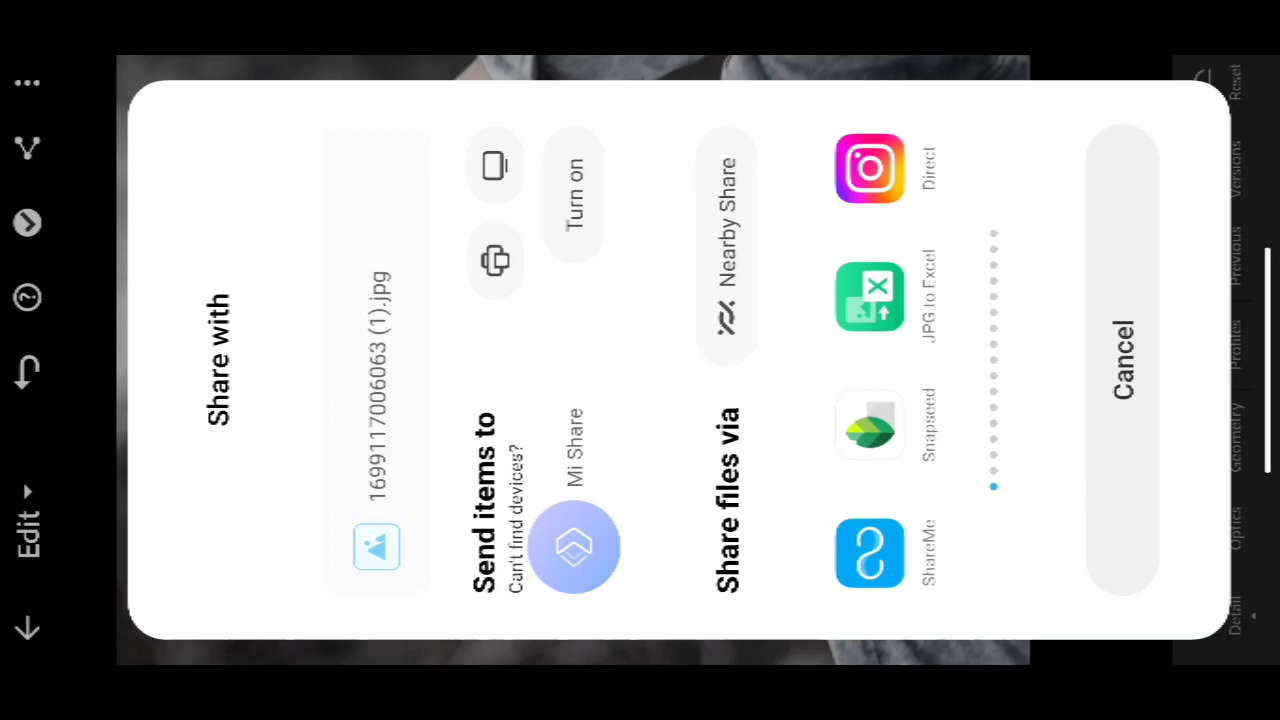 Edit
Share with
1699117006063 (1).jpg
Send items to
Can't find devices?
Mi Share
Turn on
Share files via
Nearby Share
ShareMe
Snapseed
JPG to Excel
Direct
Cancel
Detail
Optics
Geometry
Profiles
Previous
Versions
Reset